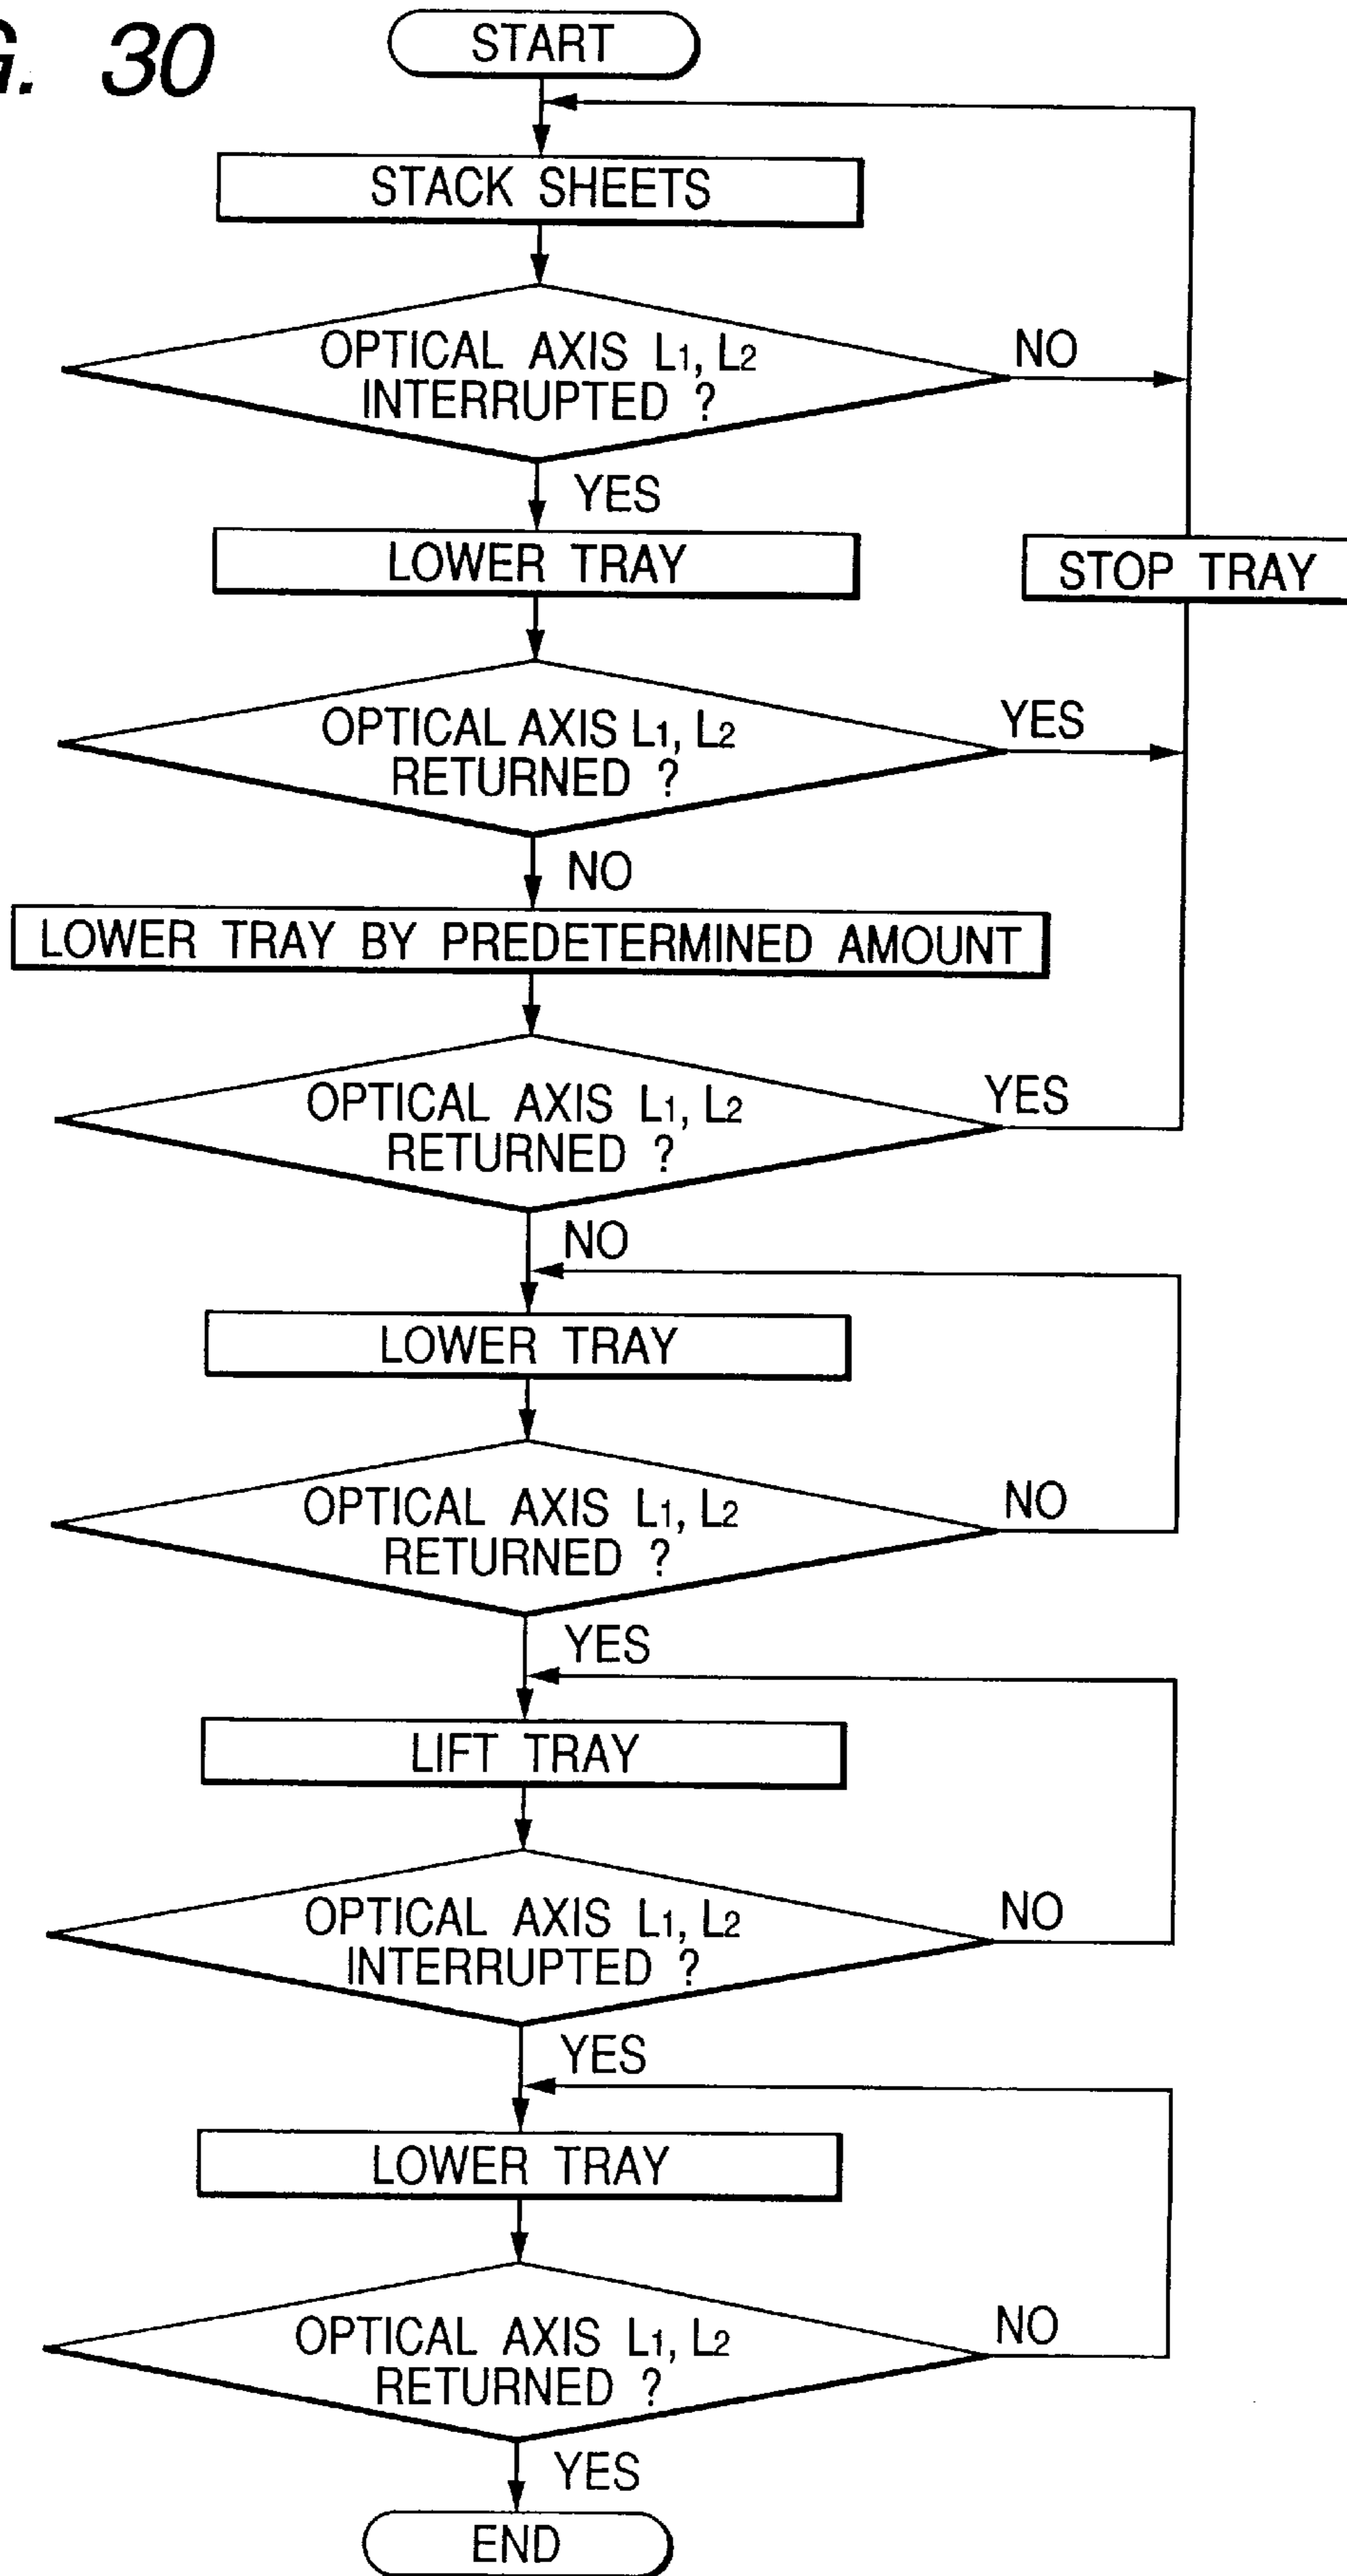 G. 30
START
STACK SHEETS
OPTICAL AXIS L1, L2
INTERRUPTED ?
NO
YES
LOWER TRAY
STOP TRAY
OPTICAL AXIS L1, L2
RETURNED ?
YES
NO
LOWER TRAY BY PREDETERMINED AMOUNT
OPTICAL AXIS L1, L2
RETURNED ?
YES
NO
LOWER TRAY
OPTICAL AXIS L1, L2
RETURNED ?
NO
YES
LIFT TRAY
OPTICAL AXIS L1, L2
INTERRUPTED ?
NO
YES
LOWER TRAY
OPTICAL AXIS L1, L2
RETURNED ?
NO
YES
END